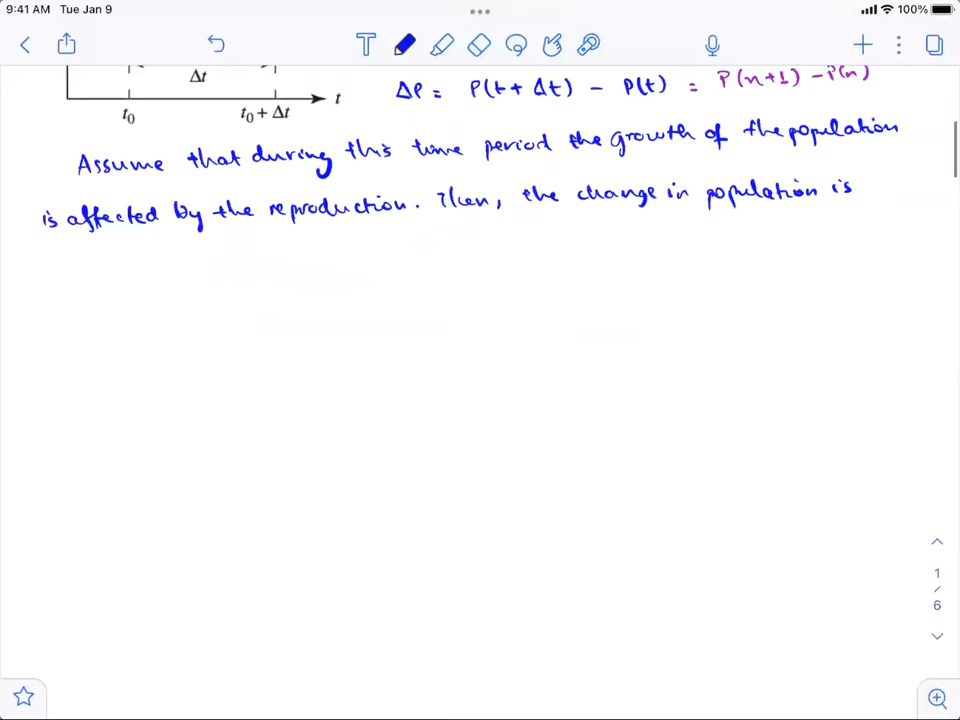 9:41 AM Tue Jan 9
100%
Δt
t
t₀
t₀ + Δt
ΔP = P(t + Δt) - P(t) = P(n+1) - P(n)
Assume that during this time period the growth of the population
is affected by the reproduction. Then, the change in population is
1
/
6